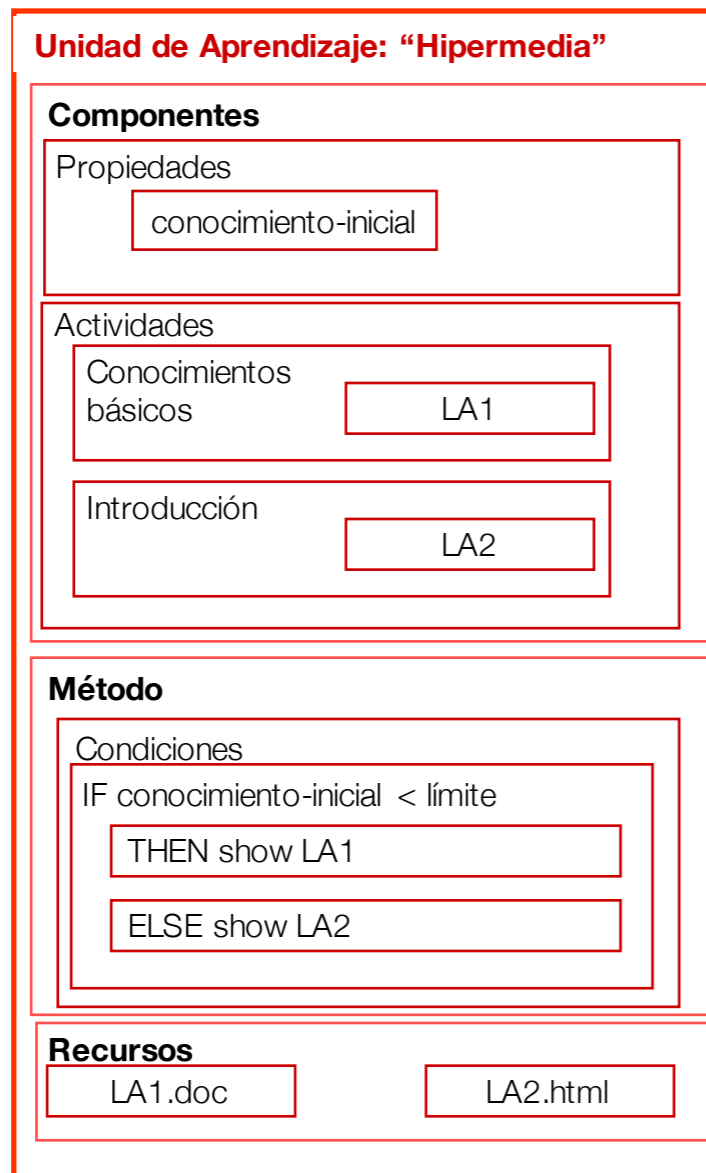 Unidad de Aprendizaje: “Hipermedia”
Componentes
Propiedades
conocimiento-inicial
Actividades
Conocimientos
básicos
LA1
Introducción
LA2
Método
Condiciones
IF conocimiento-inicial < límite
THEN show LA1
ELSE show LA2
Recursos
LA1.doc
LA2.html